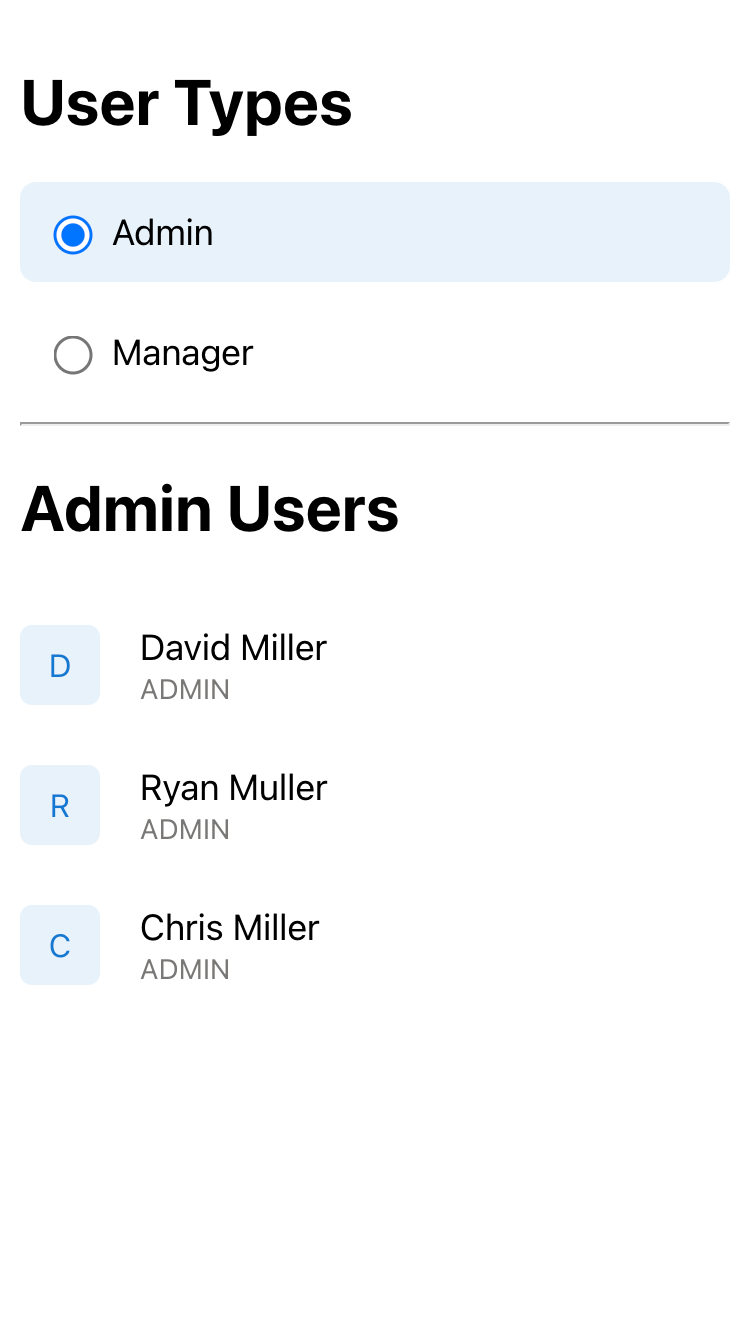 User Types
Admin
Manager
Admin Users
D
David Miller
ADMIN
R
Ryan Muller
ADMIN
C
Chris Miller
ADMIN